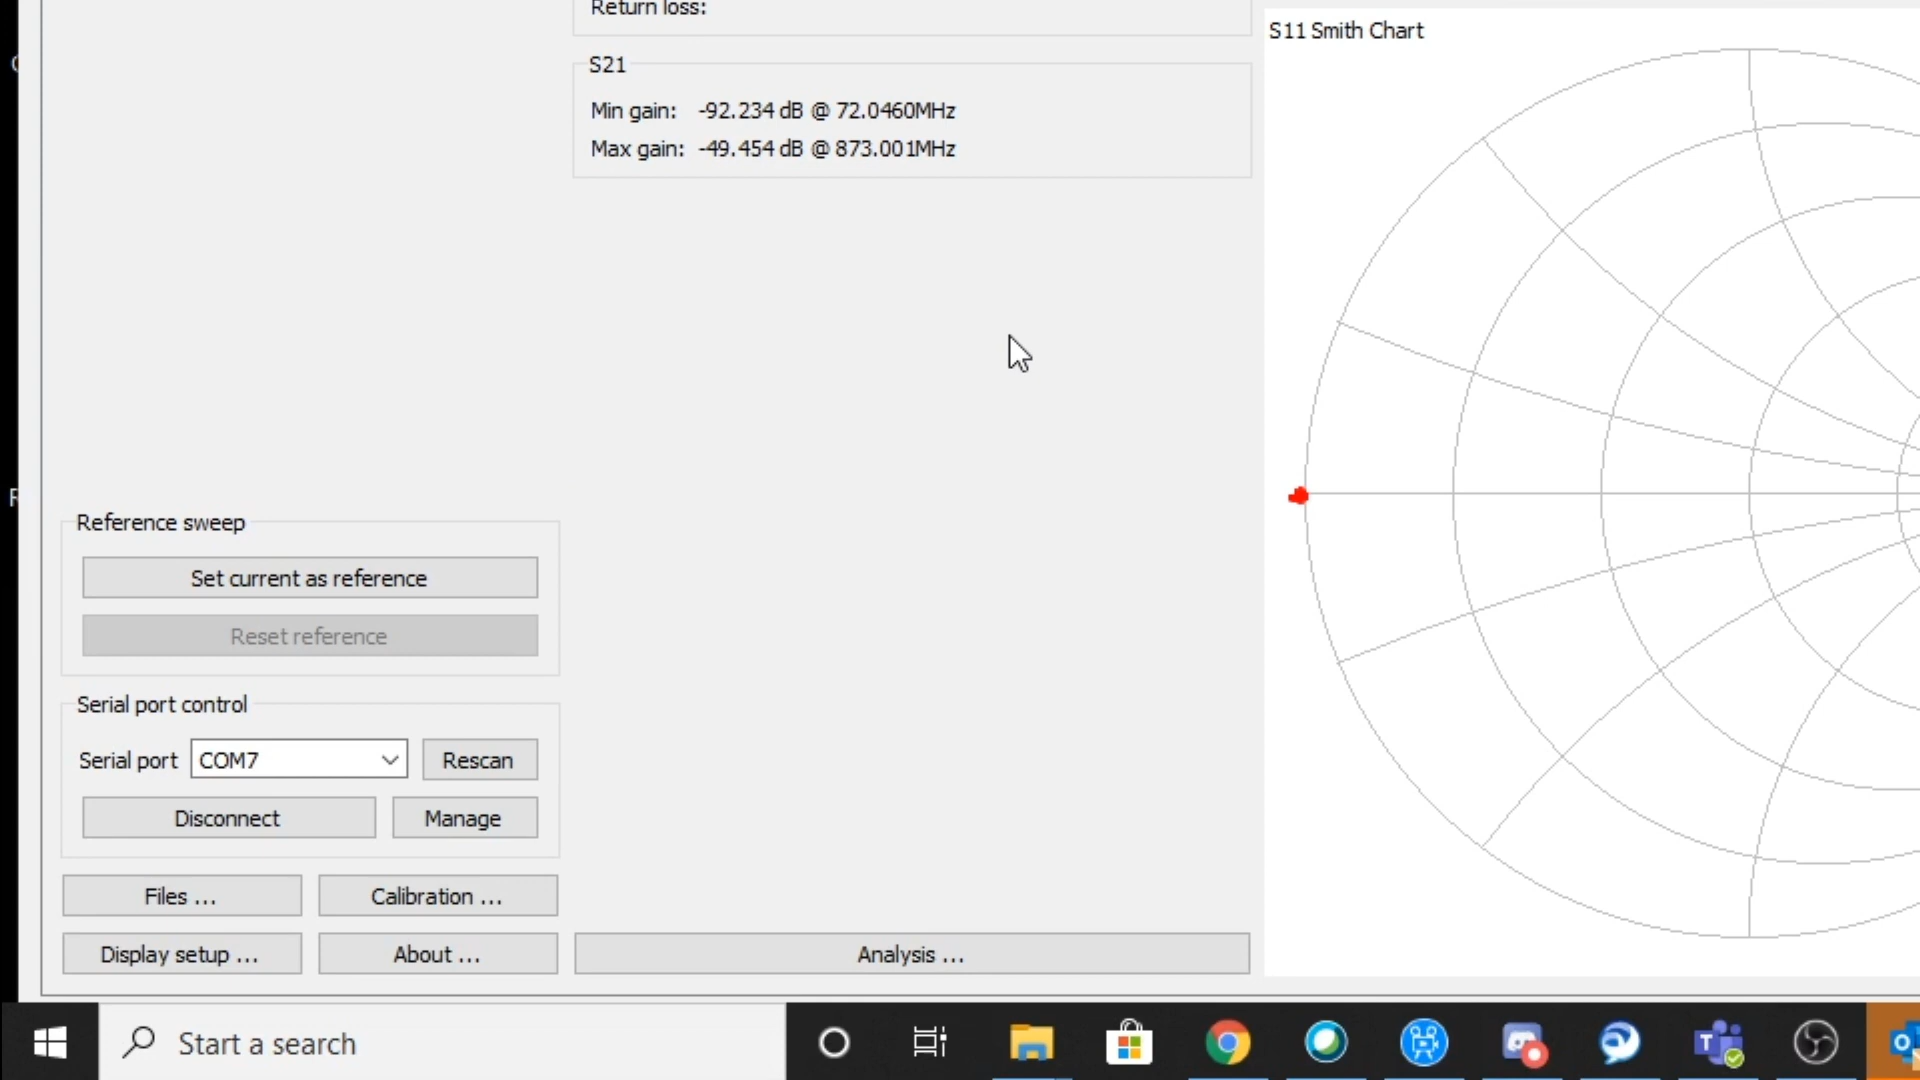 Return loss:
S21
Min gain: -92.234 dB @ 72.0460MHz
Max gain: -49.454 dB @ 873.001MHz
S11 Smith Chart
Reference sweep
Set current as reference
Reset reference
Serial port control
Serial port COM7 Rescan
Disconnect Manage
Files ... Calibration ...
Display setup ... About ... Analysis ...
Start a search